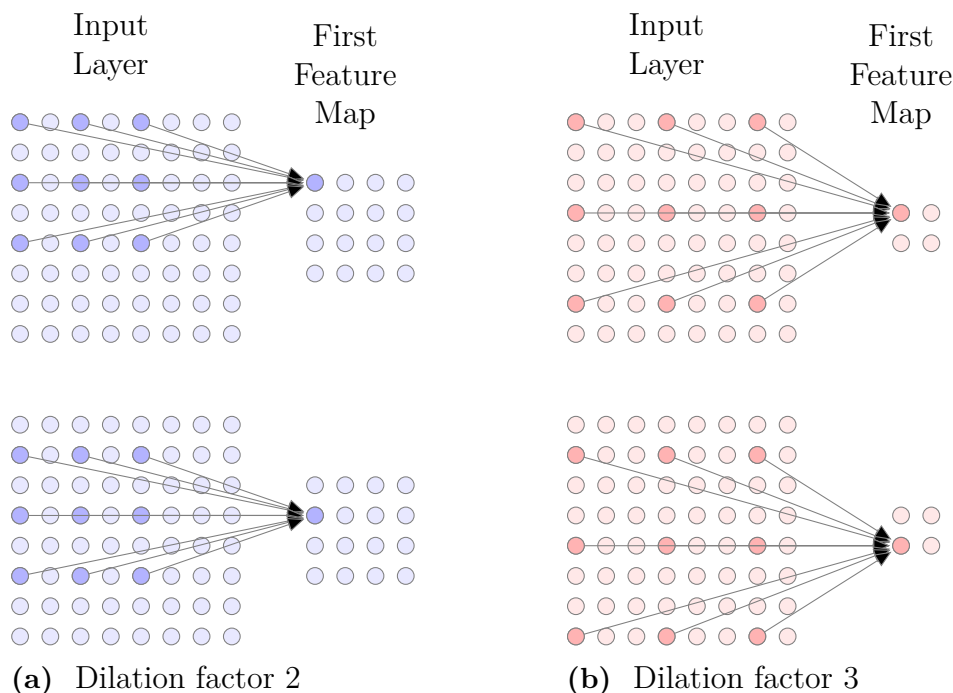 Input
Layer
First
Feature
Map
Input
Layer
First
Feature
Map
(a) Dilation factor 2
(b) Dilation factor 3